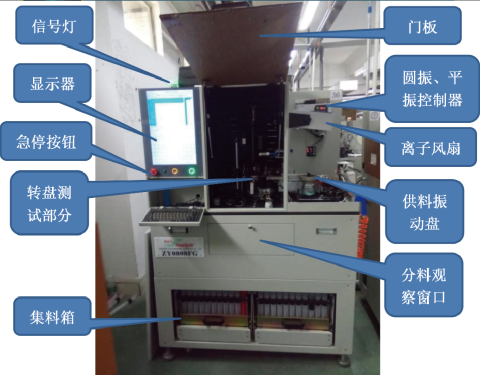 信号灯
门板
显示器
圆振、平
振控制器
急停按钮
离子风扇
转盘测
试部分
供料振
动盘
分料观
察窗口
集料箱